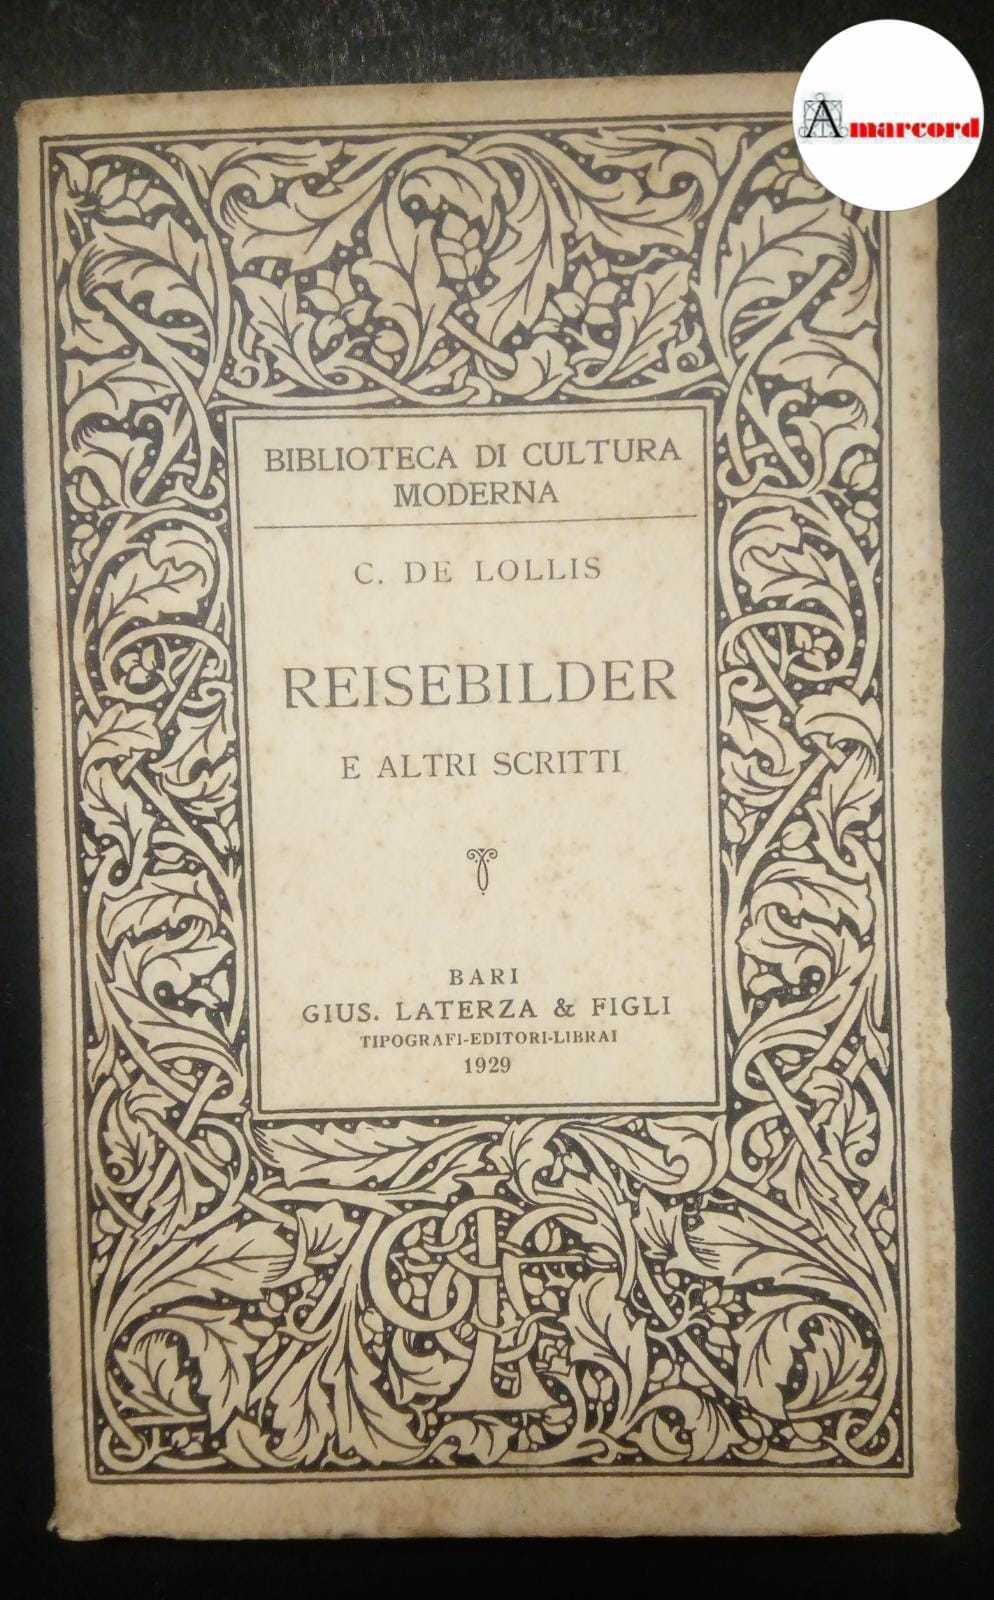 Amarcord
BIBLIOTECA DI CULTURA
MODERNA
C. DE LOLLIS
REISEBILDER
E ALTRI SCRITTI
BARI
GIUS. LATERZA & FIGLI
TIPOGRAFI-EDITORI-LIBRAI
1929